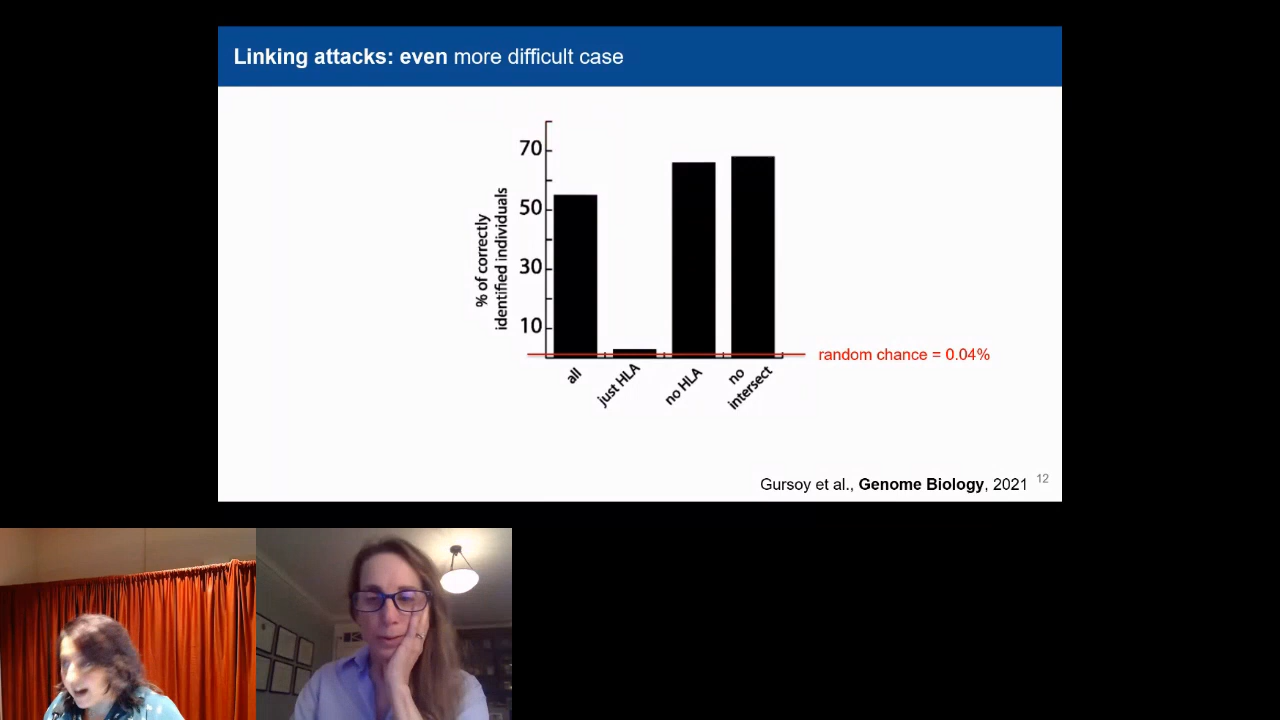 Linking attacks: even more difficult case
% of correctly
identified individuals
70
50
30
10
all
just HLA
no HLA
no
intersect
random chance = 0.04%
Gursoy et al., Genome Biology, 2021
12